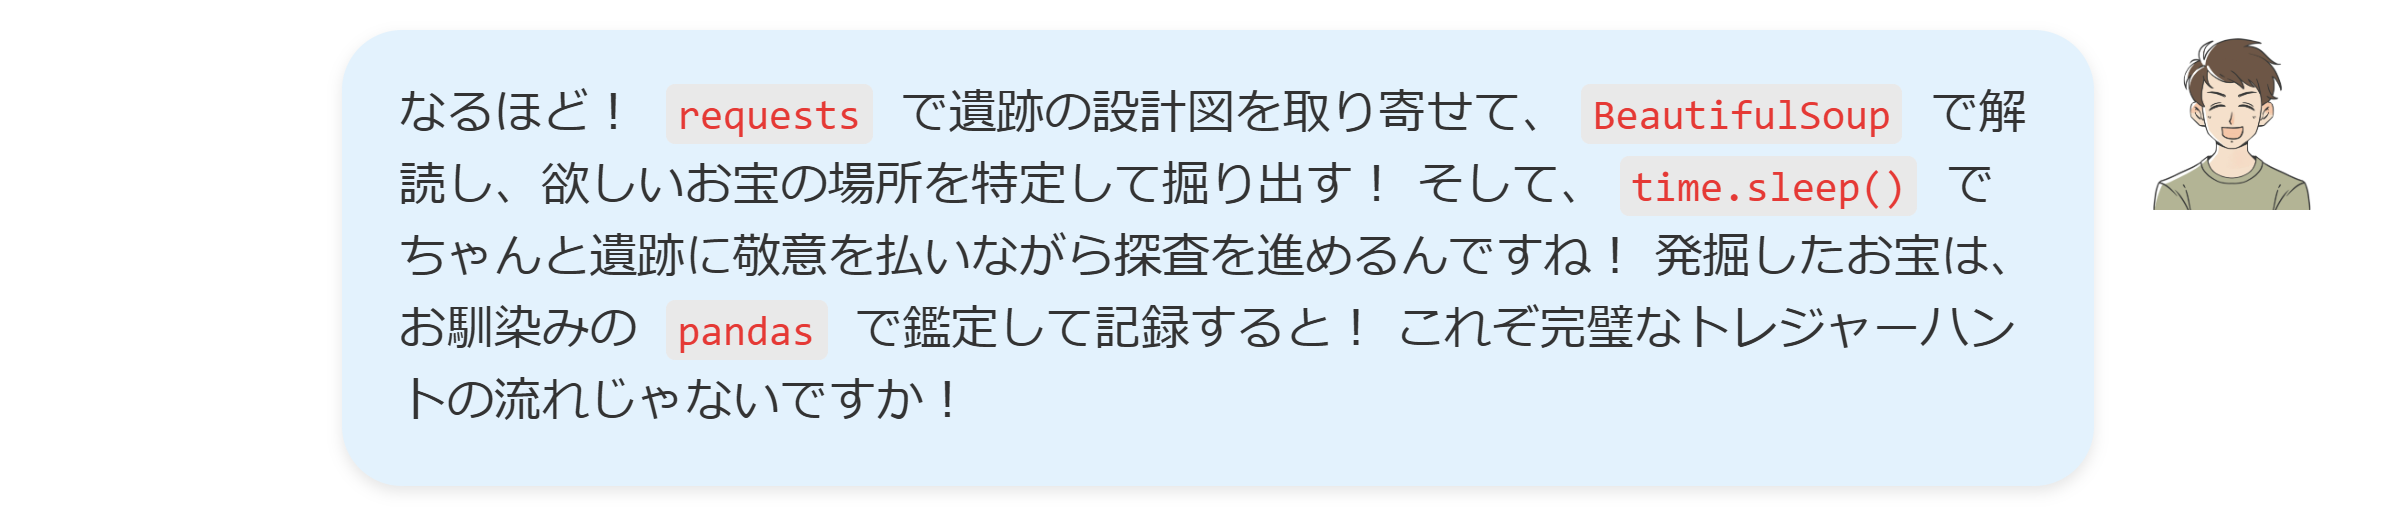 なるほど！ requests で遺跡の設計図を取り寄せて、 BeautifulSoup で解
読し、欲しいお宝の場所を特定して掘り出す！ そして、 time.sleep() で
ちゃんと遺跡に敬意を払いながら探査を進めるんですね！ 発掘したお宝は、
お馴染みの pandas で鑑定して記録すると！ これぞ完璧なトレジャーハン
トの流れじゃないですか！